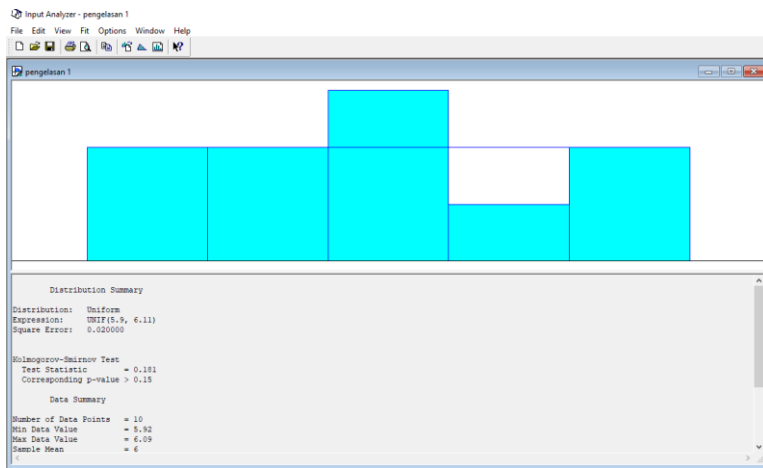 Input Analyzer - pengelasan 1
File Edit View Fit Options Window Help
pengelasan 1
Distribution Summary
Distribution: Uniform
Expression: UNIF(5.9, 6.11)
Square Error: 0.020000
Kolmogorov-Smirnov Test
Test Statistic = 0.181
Corresponding p-value > 0.15
Data Summary
Number of Data Points = 10
Min Data Value = 5.92
Max Data Value = 6.09
Sample Mean = 6